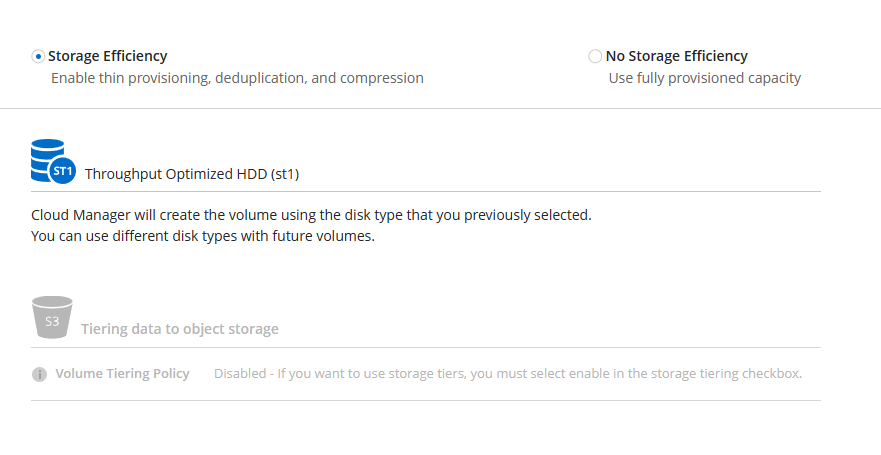 Storage Efficiency
Enable thin provisioning, deduplication, and compression
No Storage Efficiency
Use fully provisioned capacity
ST1
Throughput Optimized HDD (st1)
Cloud Manager will create the volume using the disk type that you previously selected.
You can use different disk types with future volumes.
S3
Tiering data to object storage
i Volume Tiering Policy Disabled - If you want to use storage tiers, you must select enable in the storage tiering checkbox.